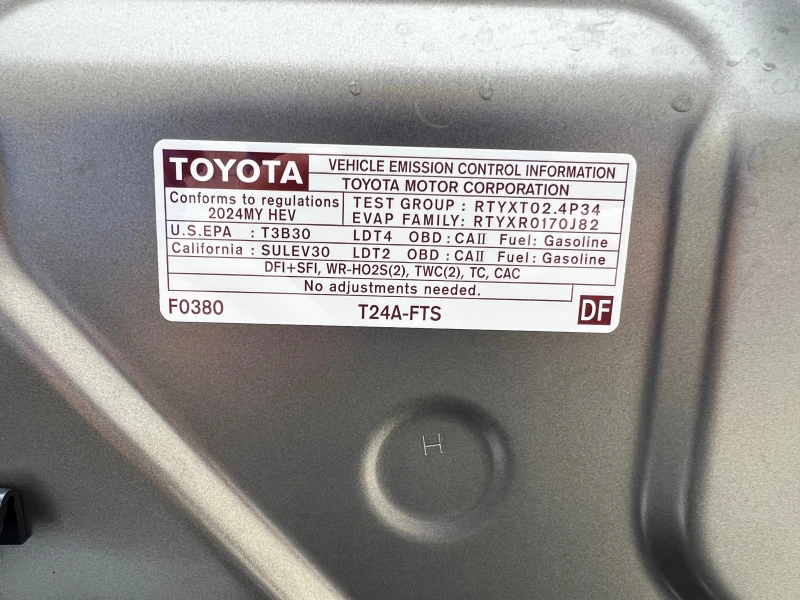 TOYOTA
VEHICLE EMISSION CONTROL INFORMATION
TOYOTA MOTOR CORPORATION
Conforms to regulations
2024MY HEV
TEST GROUP : RTYXT02.4P34
EVAP FAMILY: RTYXR0170J82
U.S.EPA : T3B30 LDT4 OBD : CAII Fuel: Gasoline
California : SULEV30 LDT2 OBD : CAII Fuel: Gasoline
DFI+SFI, WR-HO2S(2), TWC(2), TC, CAC
No adjustments needed.
F0380 T24A-FTS DF
H